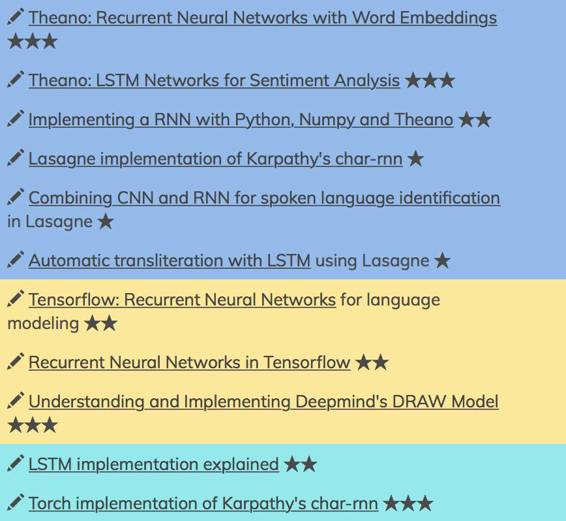 Theano: Recurrent Neural Networks with Word Embeddings
★★★
Theano: LSTM Networks for Sentiment Analysis ★★★
Implementing a RNN with Python, Numpy and Theano ★★
Lasagne implementation of Karpathy's char-rnn ★
Combining CNN and RNN for spoken language identification
in Lasagne ★
Automatic transliteration with LSTM using Lasagne ★
Tensorflow: Recurrent Neural Networks for language
modeling ★★
Recurrent Neural Networks in Tensorflow ★★
Understanding and Implementing Deepmind's DRAW Model
★★★
LSTM implementation explained ★★
Torch implementation of Karpathy's char-rnn ★★★